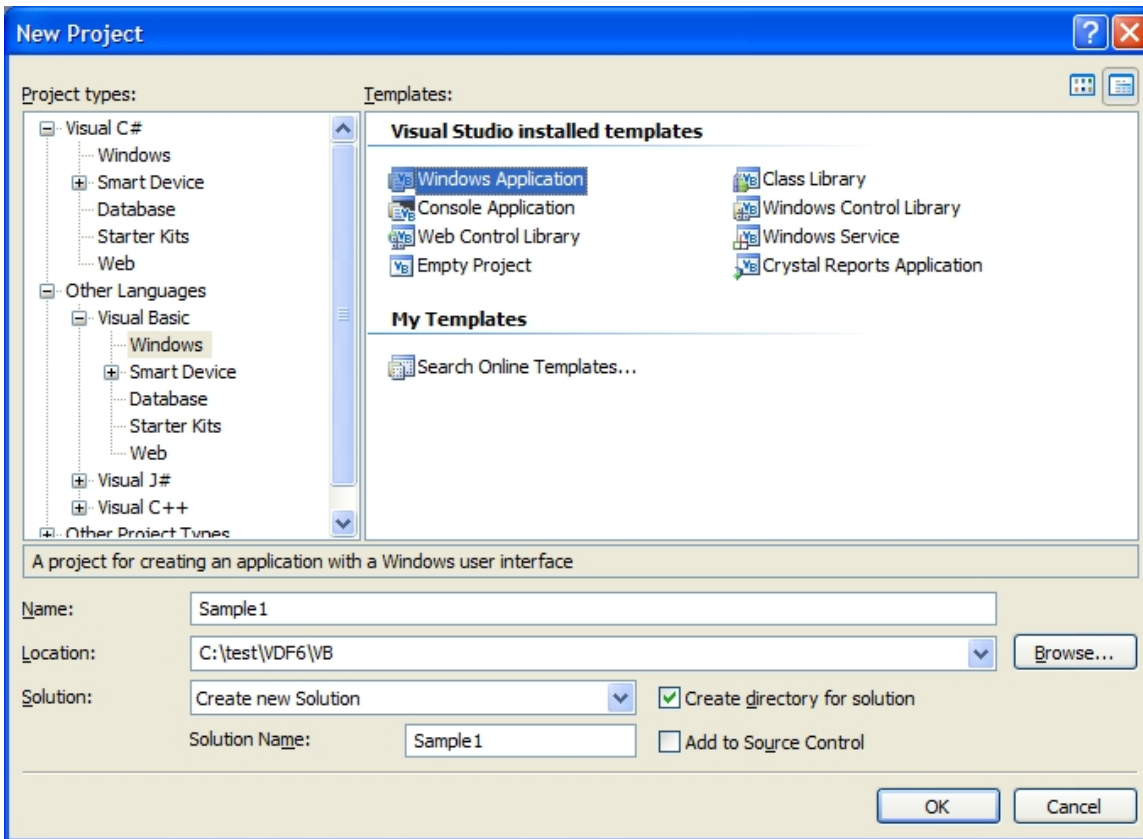 New Project
Project types:
Templates:
Visual C#
Windows
Smart Device
Database
Starter Kits
Web
Other Languages
Visual Basic
Windows
Smart Device
Database
Starter Kits
Web
Visual J#
Visual C++
Other Project Types
Visual Studio installed templates
Windows Application
Class Library
Console Application
Windows Control Library
Web Control Library
Windows Service
Empty Project
Crystal Reports Application
My Templates
Search Online Templates...
A project for creating an application with a Windows user interface
Name: Sample1
Location: C:\test\VDF6\VB Browse...
Solution: Create new Solution Create directory for solution
Solution Name: Sample1 Add to Source Control
OK Cancel